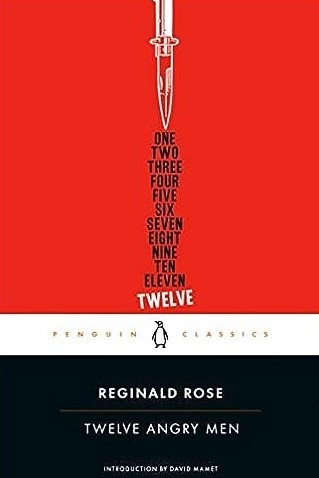 ONE
TWO
THREE
FOUR
FIVE
SIX
SEVEN
EIGHT
NINE
TEN
ELEVEN
TWELVE
PENGUIN CLASSICS
REGINALD ROSE
TWELVE ANGRY MEN
INTRODUCTION BY DAVID MAMET